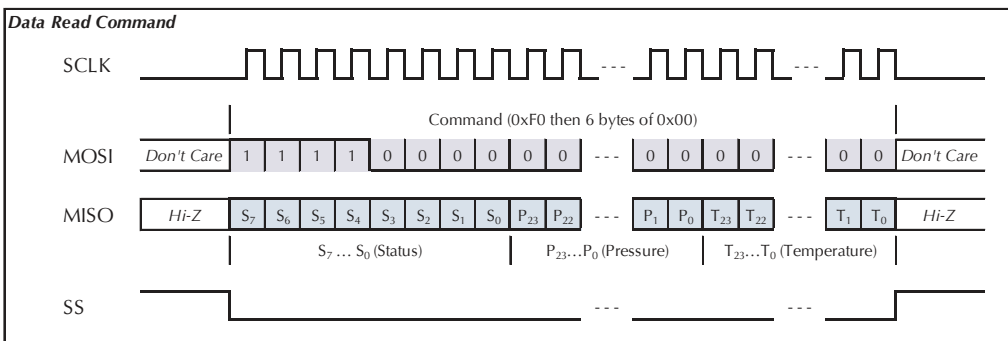 Data Read Command
SCLK - - - - - -
Command (0xF0 then 6 bytes of 0x00)
MOSI Don't Care 1 1 1 1 0 0 0 0 0 0 - - - 0 0 0 0 - - - 0 0 Don't Care
MISO Hi-Z S7 S6 S5 S4 S3 S2 S1 S0 P23 P22 - - - P1 P0 T23 T22 - - - T1 T0 Hi-Z
S7 ... S0 (Status) P23...P0 (Pressure) T23...T0 (Temperature)
SS - - - - - -